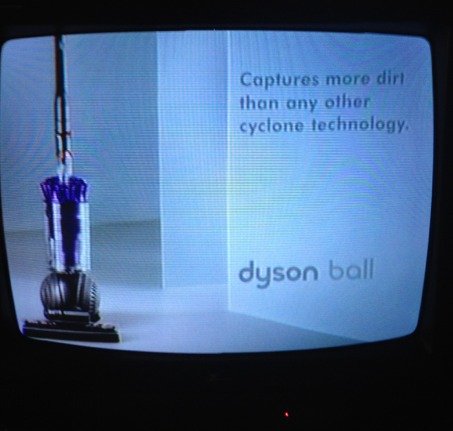 Captures more dirt
than any other
cyclone technology.
dyson ball